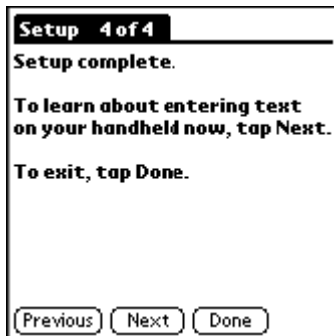 Setup 4 of 4
Setup complete.
To learn about entering text
on your handheld now, tap Next.
To exit, tap Done.
Previous Next Done